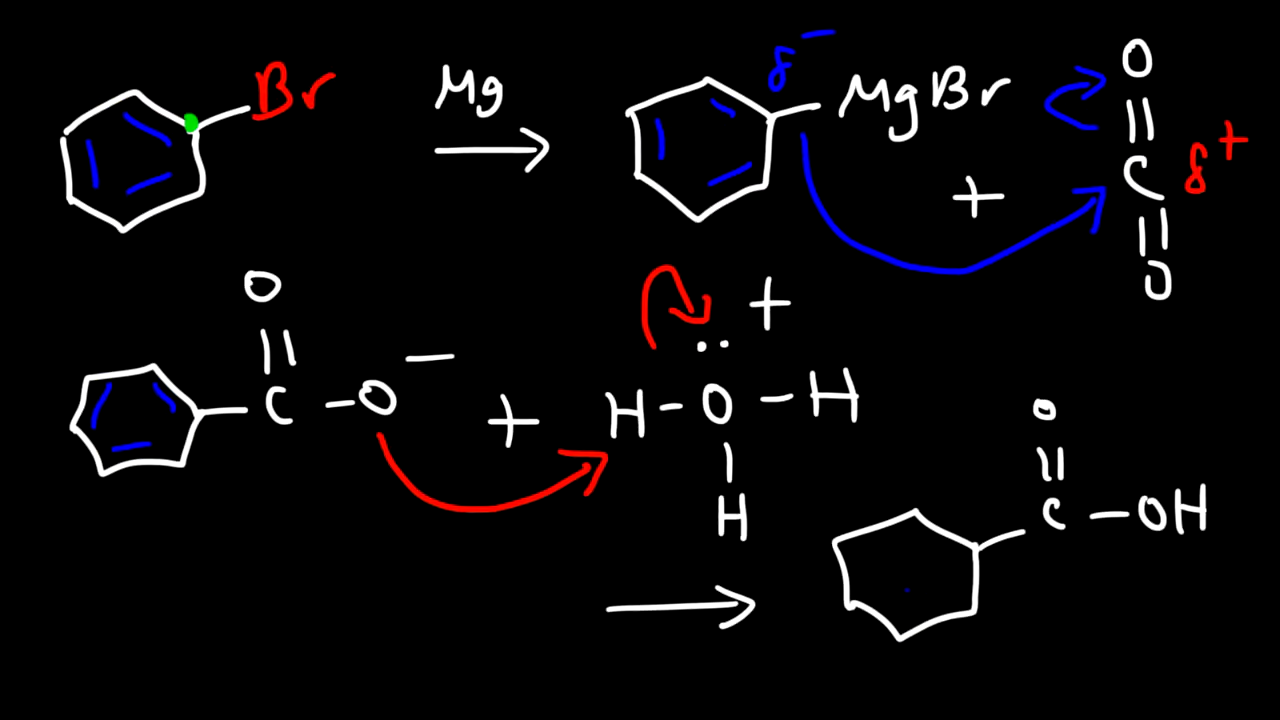 Br Mg → δ⁻ MgBr + O
||
C δ⁺
||
O
O
||
C - O⁻ + H - O - H +
|
H
→
O
||
C - OH